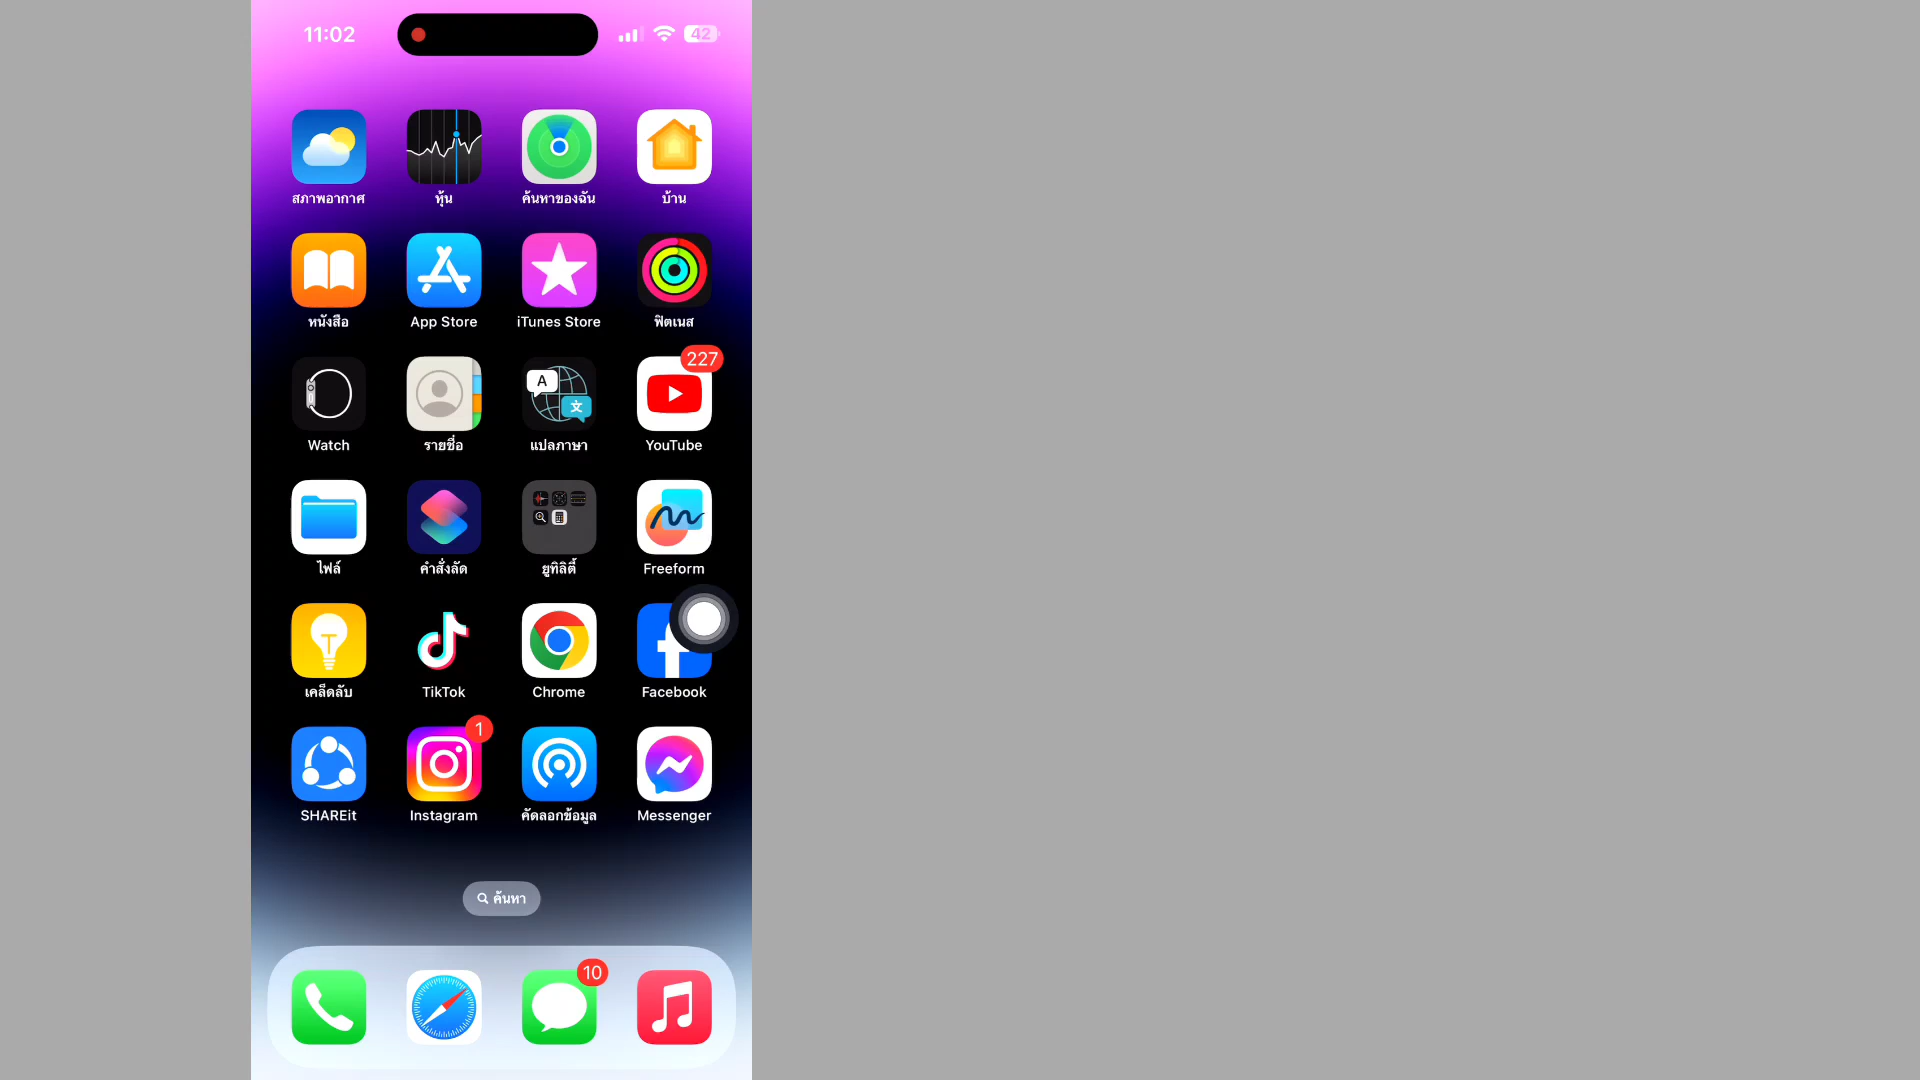 11:02
42
สภาพอากาศ
หุ้น
ค้นหาของฉัน
บ้าน
หนังสือ
App Store
iTunes Store
ฟิตเนส
227
A
文
Watch
รายชื่อ
แปลภาษา
YouTube
ไฟล์
คำสั่งลัด
ยูทิลิตี้
Freeform
เคล็ดลับ
TikTok
Chrome
Facebook
1
SHAREit
Instagram
คัดลอกข้อมูล
Messenger
ค้นหา
10